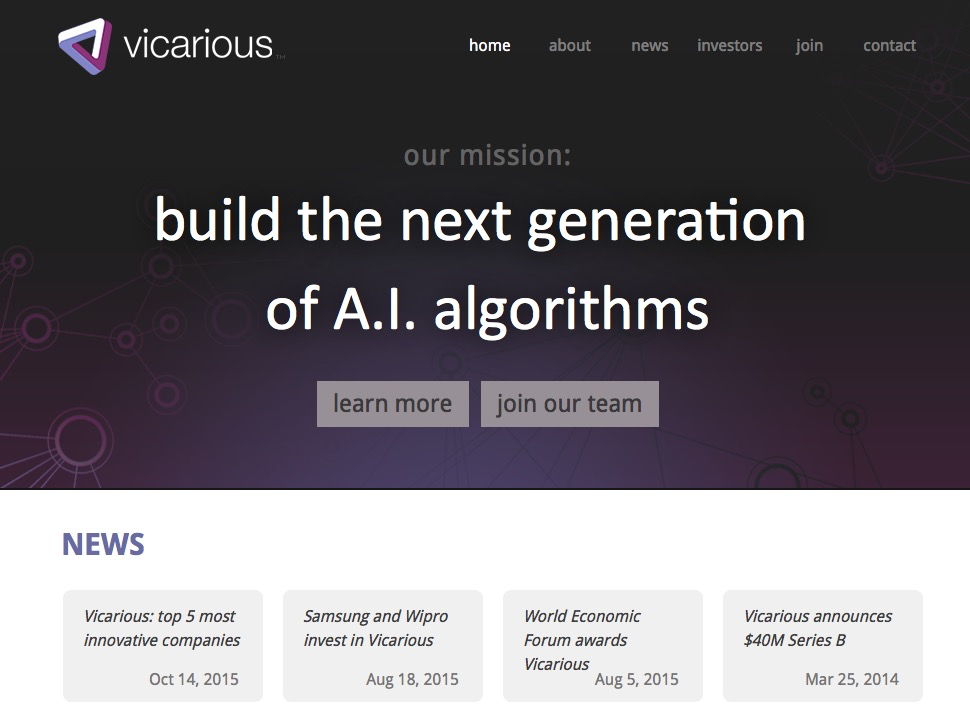 vicarious™
home about news investors join contact
our mission:
build the next generation
of A.I. algorithms
learn more join our team
NEWS
Vicarious: top 5 most
innovative companies
Oct 14, 2015
Samsung and Wipro
invest in Vicarious
Aug 18, 2015
World Economic
Forum awards
Vicarious
Aug 5, 2015
Vicarious announces
$40M Series B
Mar 25, 2014